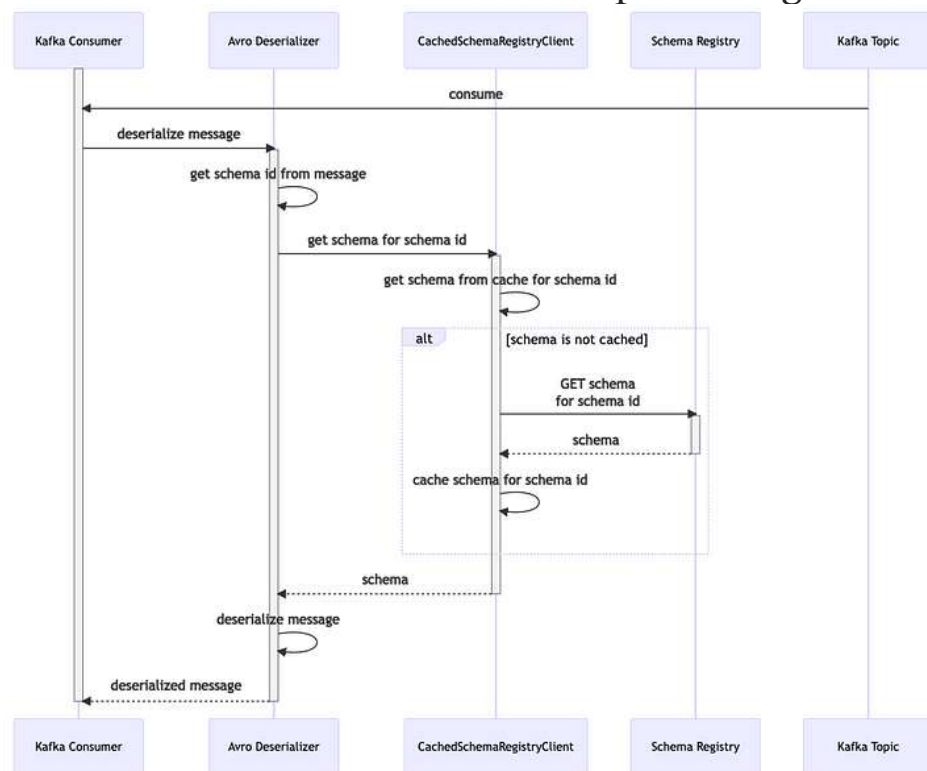 Kafka Consumer
Avro Deserializer
CachedSchemaRegistryClient
Schema Registry
Kafka Topic
consume
deserialize message
get schema id from message
get schema for schema id
get schema from cache for schema id
alt
[schema is not cached]
GET schema
for schema id
schema
cache schema for schema id
schema
deserialize message
deserialized message
Kafka Consumer
Avro Deserializer
CachedSchemaRegistryClient
Schema Registry
Kafka Topic